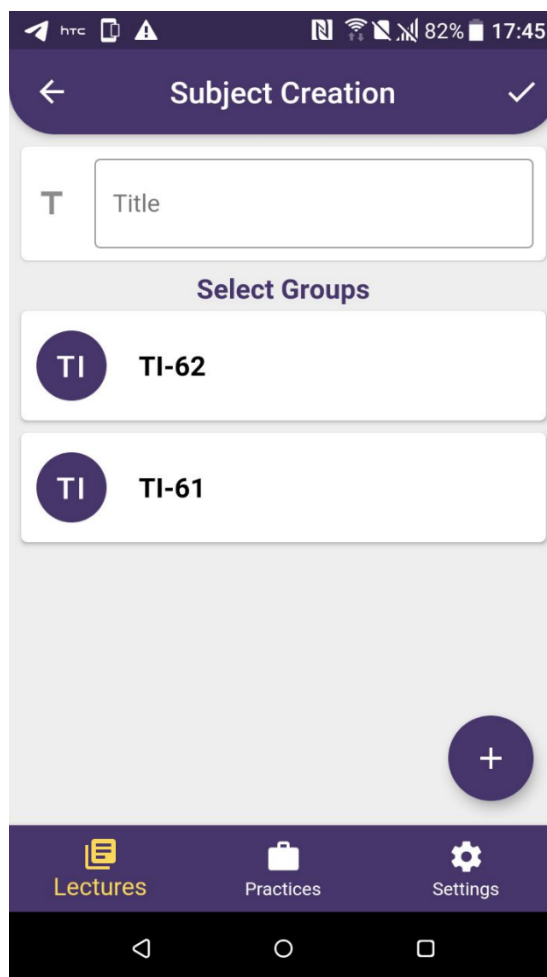 hTC 82% 17:45
Subject Creation
T Title
Select Groups
TI TI-62
TI TI-61
+
Lectures Practices Settings